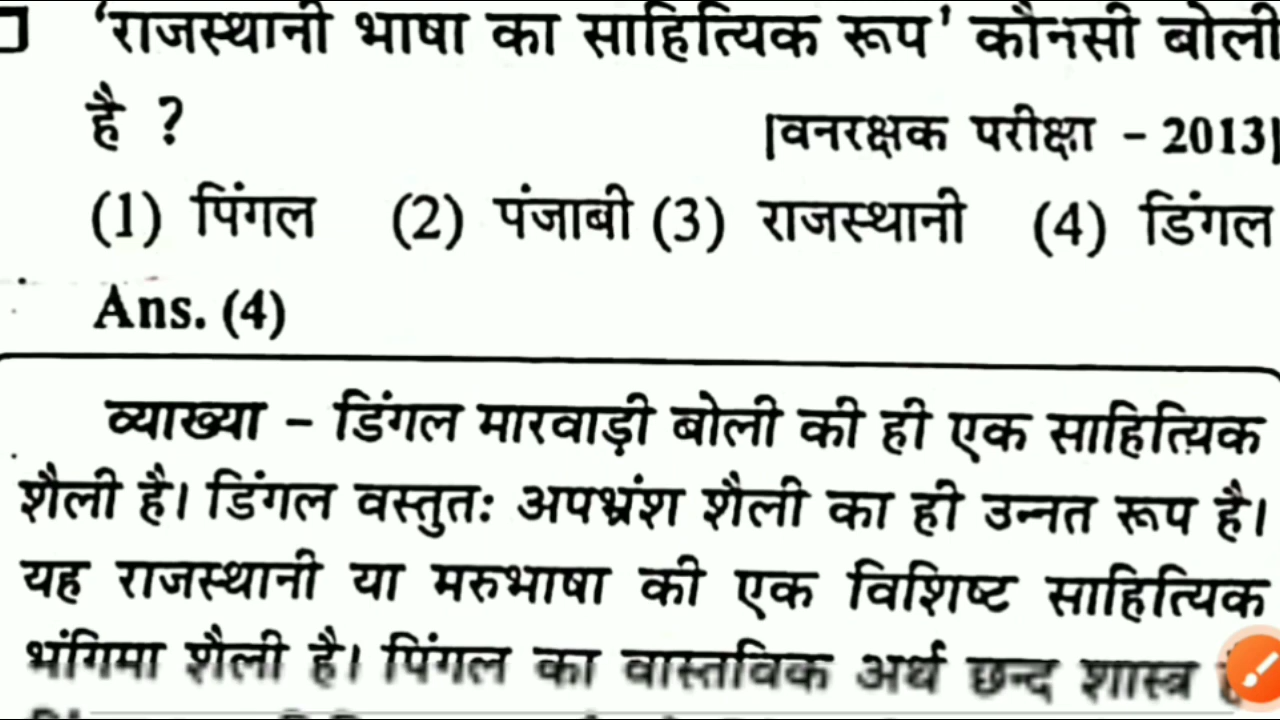 'राजस्थानी भाषा का साहित्यिक रूप' कौनसी बोली
है ? |वनरक्षक परीक्षा - 2013|
(1) पिंगल (2) पंजाबी (3) राजस्थानी (4) डिंगल
Ans. (4)
व्याख्या - डिंगल मारवाड़ी बोली की ही एक साहित्यिक
शैली है। डिंगल वस्तुतः अपभ्रंश शैली का ही उन्नत रूप है।
यह राजस्थानी या मरुभाषा की एक विशिष्ट साहित्यिक
भंगिमा शैली है। पिंगल का वास्तविक अर्थ छन्द शास्त्र